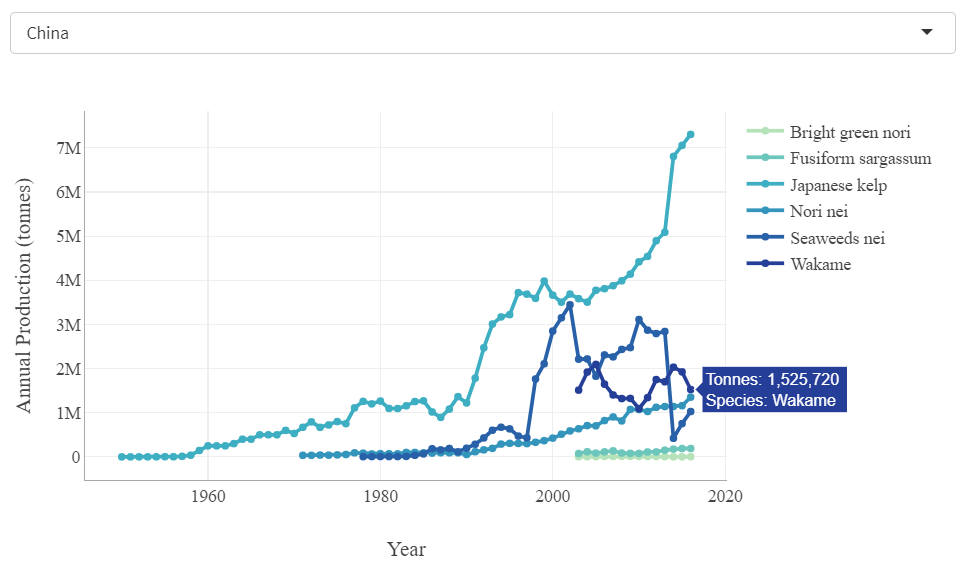 China
Annual Production (tonnes)
7M
6M
5M
4M
3M
2M
1M
0
1960
1980
2000
2020
Year
Bright green nori
Fusiform sargassum
Japanese kelp
Nori nei
Seaweeds nei
Wakame
Tonnes: 1,525,720
Species: Wakame